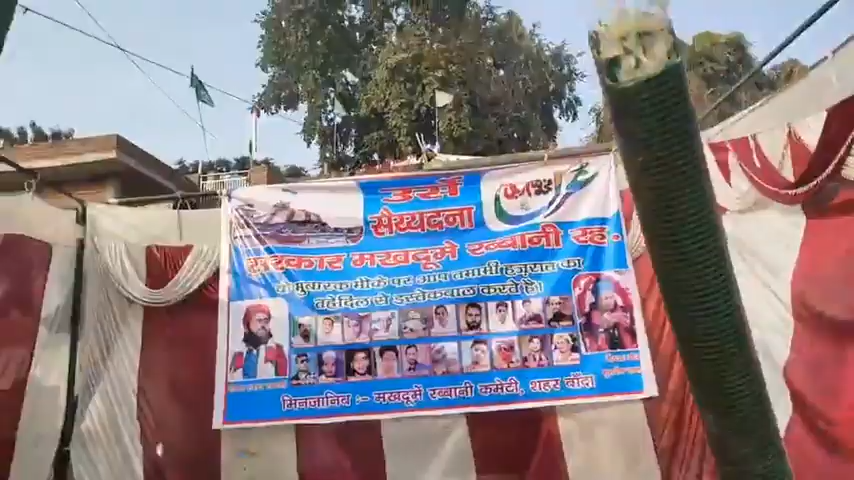 उर्से
सैय्यदना
सरकार मखदूमे रब्बानी रह.
के मुबारक मौके पर आप तमामी हज़रात का
तहेदिल से इस्तेकबाल करते हैं।
मिनजानिब :- मखदूमे रब्बानी कमेटी, शहर बाँदा